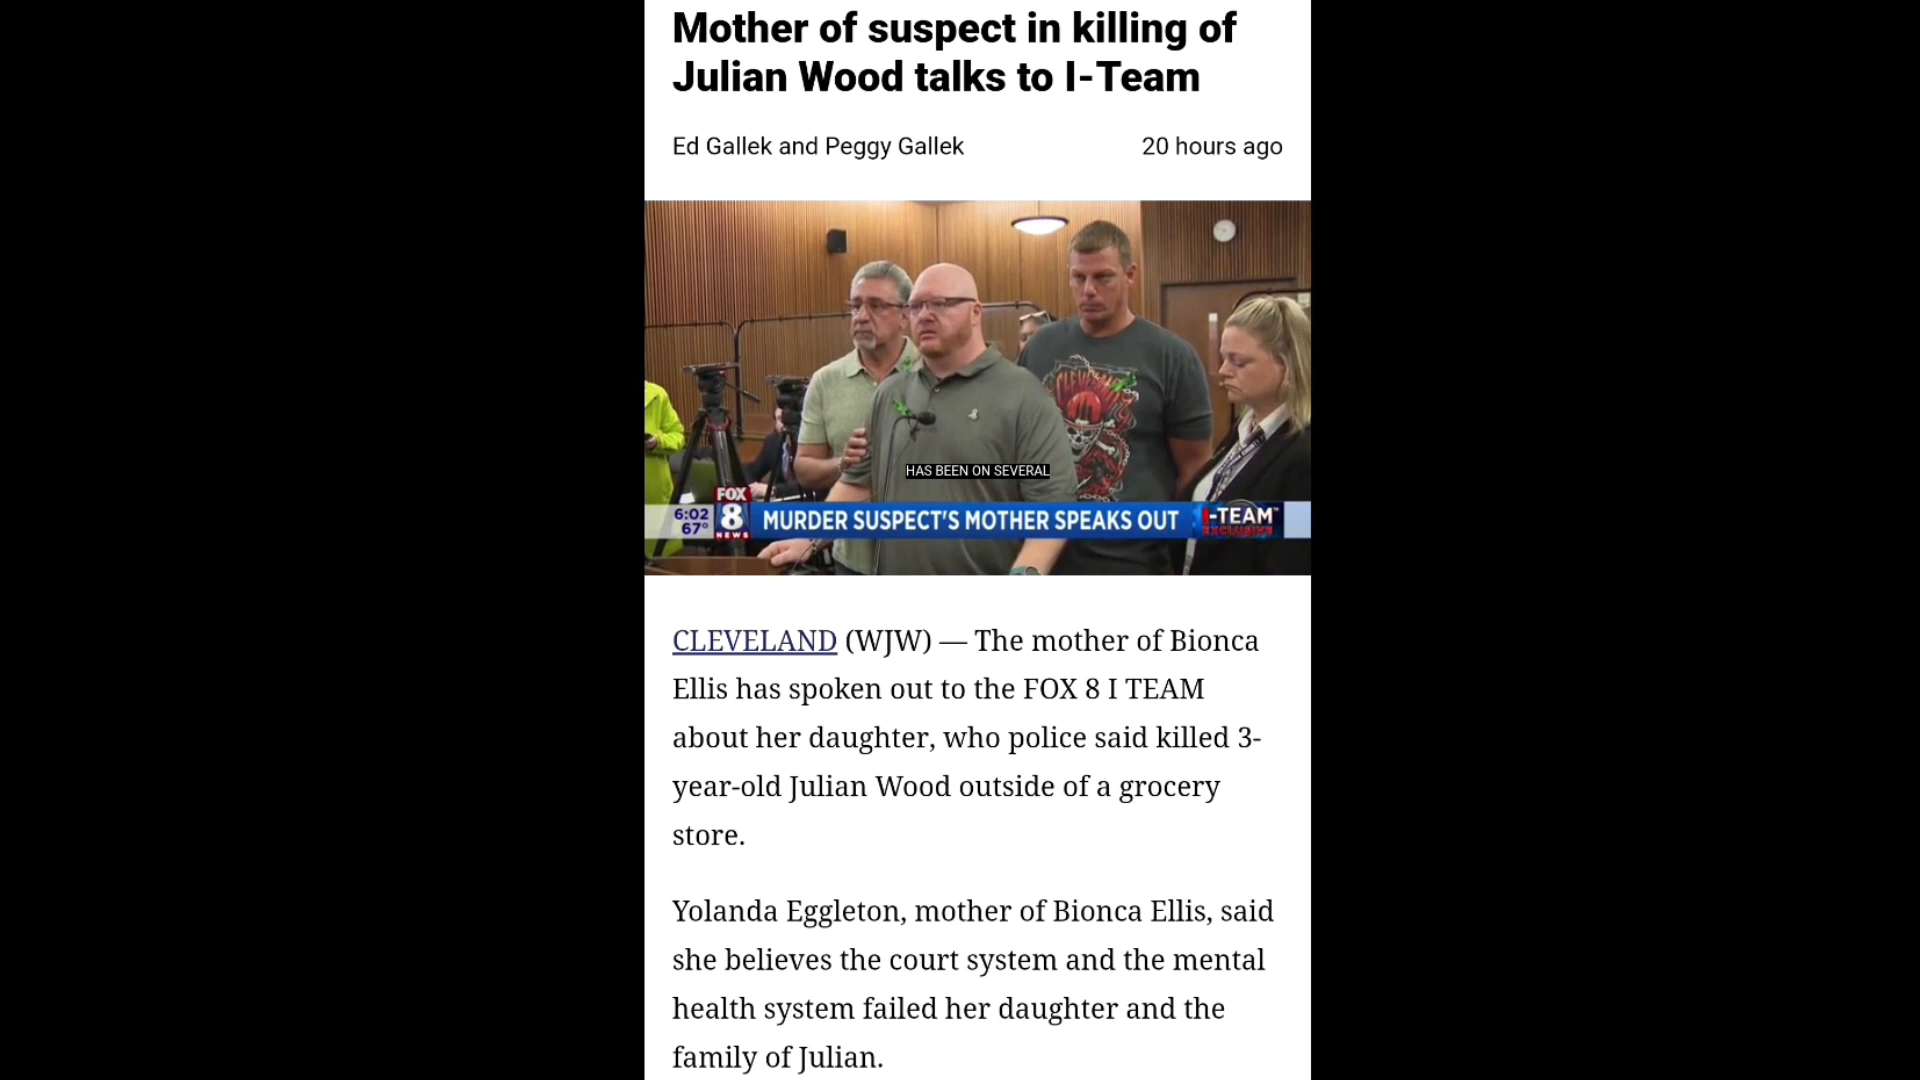 Mother of suspect in killing of
Julian Wood talks to I-Team
Ed Gallek and Peggy Gallek
20 hours ago
CLEVELAND
HAS BEEN ON SEVERAL
6:02
67°
FOX
8
NEWS
MURDER SUSPECT'S MOTHER SPEAKS OUT
I-TEAM
EXCLUSIVE
CLEVELAND (WJW) — The mother of Bionca
Ellis has spoken out to the FOX 8 I TEAM
about her daughter, who police said killed 3-
year-old Julian Wood outside of a grocery
store.
Yolanda Eggleton, mother of Bionca Ellis, said
she believes the court system and the mental
health system failed her daughter and the
family of Julian.